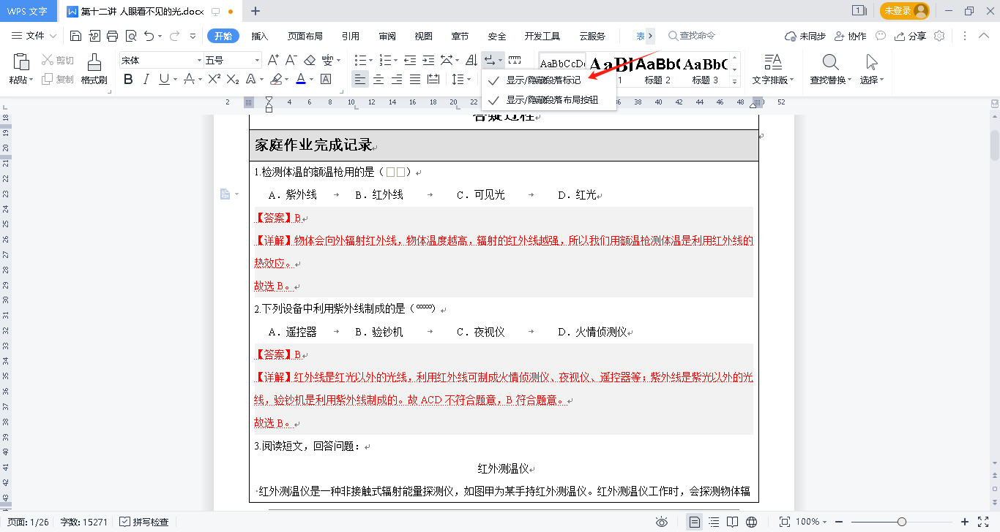 WPS 文字 第十二讲 人眼看不见的光.docx 1 未登录
文件 开始 插入 页面布局 引用 审阅 视图 章节 安全 开发工具 云服务 查找命令 未同步 协作 分享
粘贴 剪切 复制 格式刷 宋体 五号 AaBbCcD AaBb AaBb( AaBbC
B I U A X² X₂ A A A 1 标题 2 标题 3 文字排版 查找替换 选择
显示/隐藏段落标记
显示/隐藏段落布局按钮
2 2 4 6 8 10 12 14 16 18 20 22 38 40 42 44 46 48 50 52
答疑过程
家庭作业完成记录
1.检测体温的额温枪用的是（□□）
A．紫外线 B．红外线 C．可见光 D．红光
【答案】B
【详解】物体会向外辐射红外线，物体温度越高，辐射的红外线越强，所以我们用额温枪测体温是利用红外线的
热效应。
故选 B。
2.下列设备中利用紫外线制成的是（ ）
A．遥控器 B．验钞机 C．夜视仪 D．火情侦测仪
【答案】B
【详解】红外线是红光以外的光线，利用红外线可制成火情侦测仪、夜视仪、遥控器等；紫外线是紫光以外的光
线，验钞机是利用紫外线制成的。故 ACD 不符合题意，B 符合题意。
故选 B。
3.阅读短文，回答问题：
红外测温仪
红外测温仪是一种非接触式辐射能量探测仪，如图甲为某手持红外测温仪。红外测温仪工作时，会探测物体辐
18 19 20 21 22 23 24 25 26 27 28 29 30 31 32 33 34 35 36 37 38 39 40 41 42 43
页面: 1/26 字数: 15271 拼写检查 100%